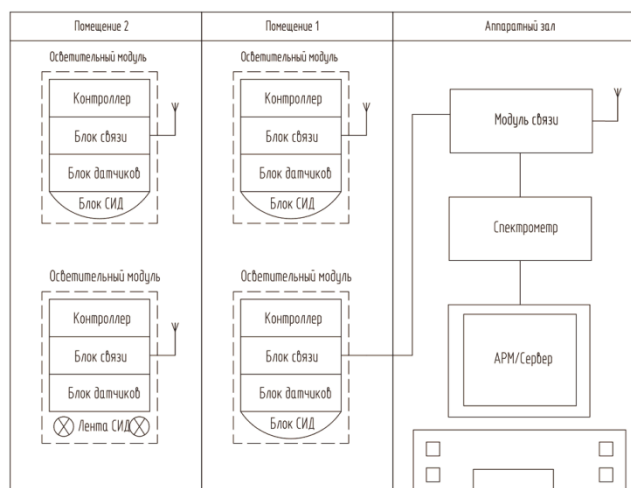 Помещение 2
Помещение 1
Аппаратный зал
Осветительный модуль
Контроллер
Блок связи
Блок датчиков
Блок СИД
Осветительный модуль
Контроллер
Блок связи
Блок датчиков
Блок СИД
Модуль связи
Спектрометр
АРМ/Сервер
Осветительный модуль
Контроллер
Блок связи
Блок датчиков
Лента СИД
Осветительный модуль
Контроллер
Блок связи
Блок датчиков
Блок СИД